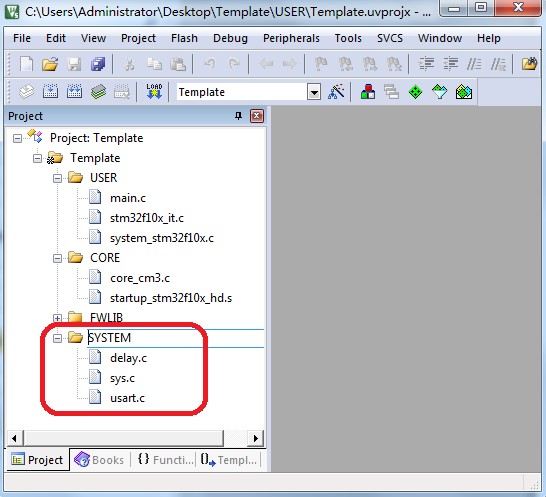 C:\Users\Administrator\Desktop\Template\USER\Template.uvprojx - ...
File Edit View Project Flash Debug Peripherals Tools SVCS Window Help
LOAD Template
Project
Project: Template
Template
USER
main.c
stm32f10x_it.c
system_stm32f10x.c
CORE
core_cm3.c
startup_stm32f10x_hd.s
FWLIB
SYSTEM
delay.c
sys.c
usart.c
Project Books {} Functi... 0 Templ...